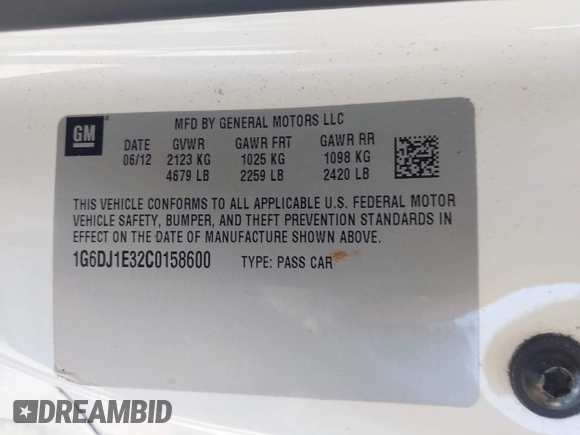 GM
MFD BY GENERAL MOTORS LLC
DATE GVWR GAWR FRT GAWR RR
06/12 2123 KG 1025 KG 1098 KG
4679 LB 2259 LB 2420 LB
THIS VEHICLE CONFORMS TO ALL APPLICABLE U.S. FEDERAL MOTOR
VEHICLE SAFETY, BUMPER, AND THEFT PREVENTION STANDARDS
IN EFFECT ON THE DATE OF MANUFACTURE SHOWN ABOVE.
1G6DJ1E32C0158600 TYPE: PASS CAR
DREAMBID